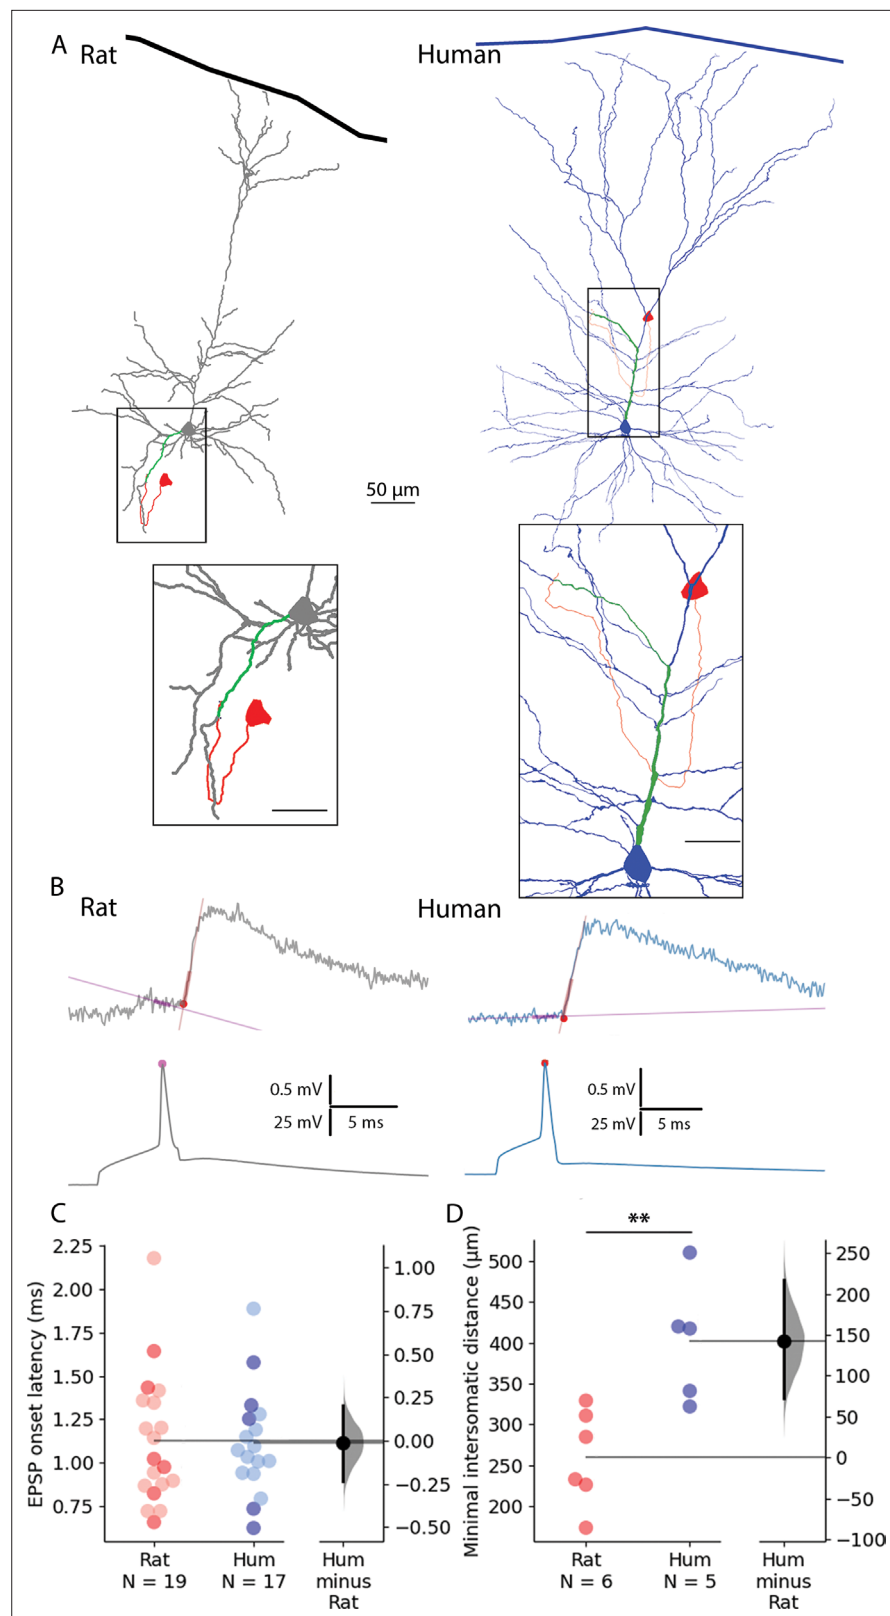 A
Rat
Human
50 µm
B
Rat
Human
0.5 mV
25 mV
5 ms
0.5 mV
25 mV
5 ms
C
EPSP onset latency (ms)
2.25
2.00
1.75
1.50
1.25
1.00
0.75
1.00
0.75
0.50
0.25
0.00
−0.25
−0.50
Rat
N = 19
Hum
N = 17
Hum
minus
Rat
D
**
Minimal intersomatic distance (µm)
500
450
400
350
300
250
200
250
200
150
100
50
0
−50
−100
Rat
N = 6
Hum
N = 5
Hum
minus
Rat